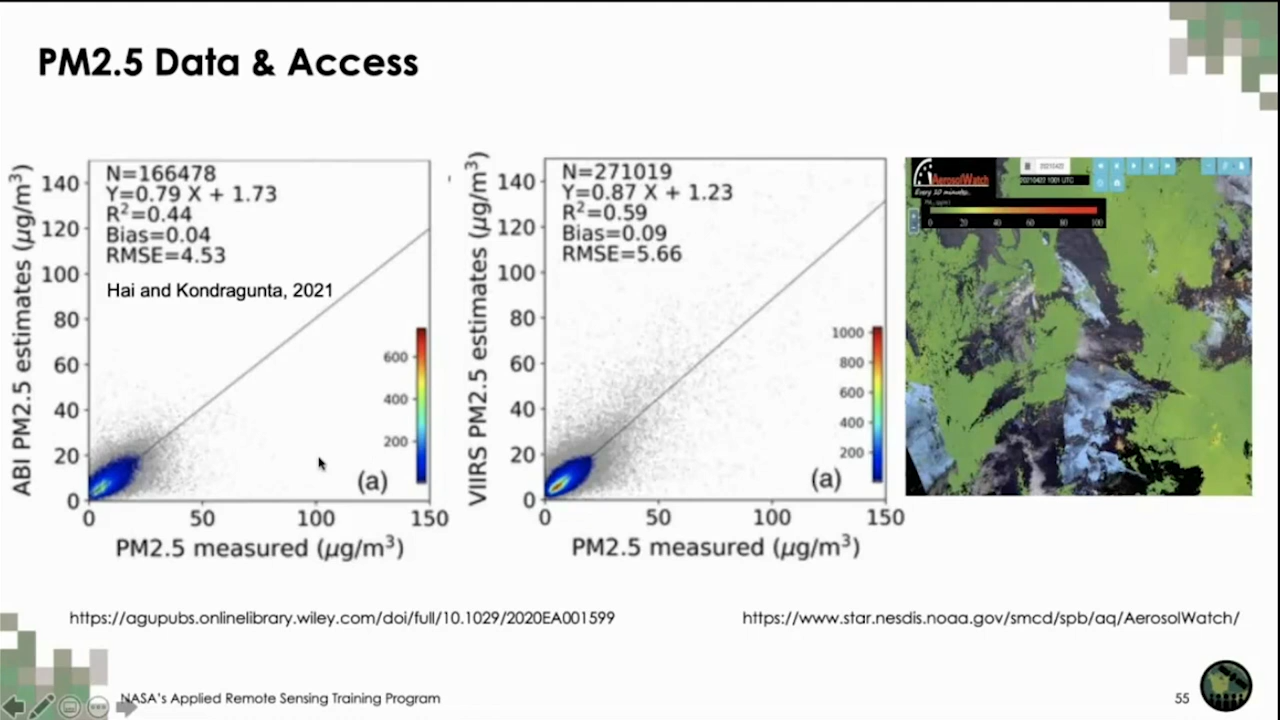 PM2.5 Data & Access
ABI PM2.5 estimates (μg/m³)
140
120
100
80
60
40
20
0
N=166478
Y=0.79 X + 1.73
R²=0.44
Bias=0.04
RMSE=4.53
Hai and Kondragunta, 2021
600
400
200
(a)
0 50 100 150
PM2.5 measured (μg/m³)
VIIRS PM2.5 estimates (μg/m³)
140
120
100
80
60
40
20
0
N=271019
Y=0.87 X + 1.23
R²=0.59
Bias=0.09
RMSE=5.66
1000
800
600
400
200
(a)
0 50 100 150
PM2.5 measured (μg/m³)
AerosolWatch
Every 10 minutes.
20210422
20210422 1001 UTC
0 20 40 60 80 100
https://agupubs.onlinelibrary.wiley.com/doi/full/10.1029/2020EA001599
https://www.star.nesdis.noaa.gov/smcd/spb/aq/AerosolWatch/
NASA's Applied Remote Sensing Training Program
55